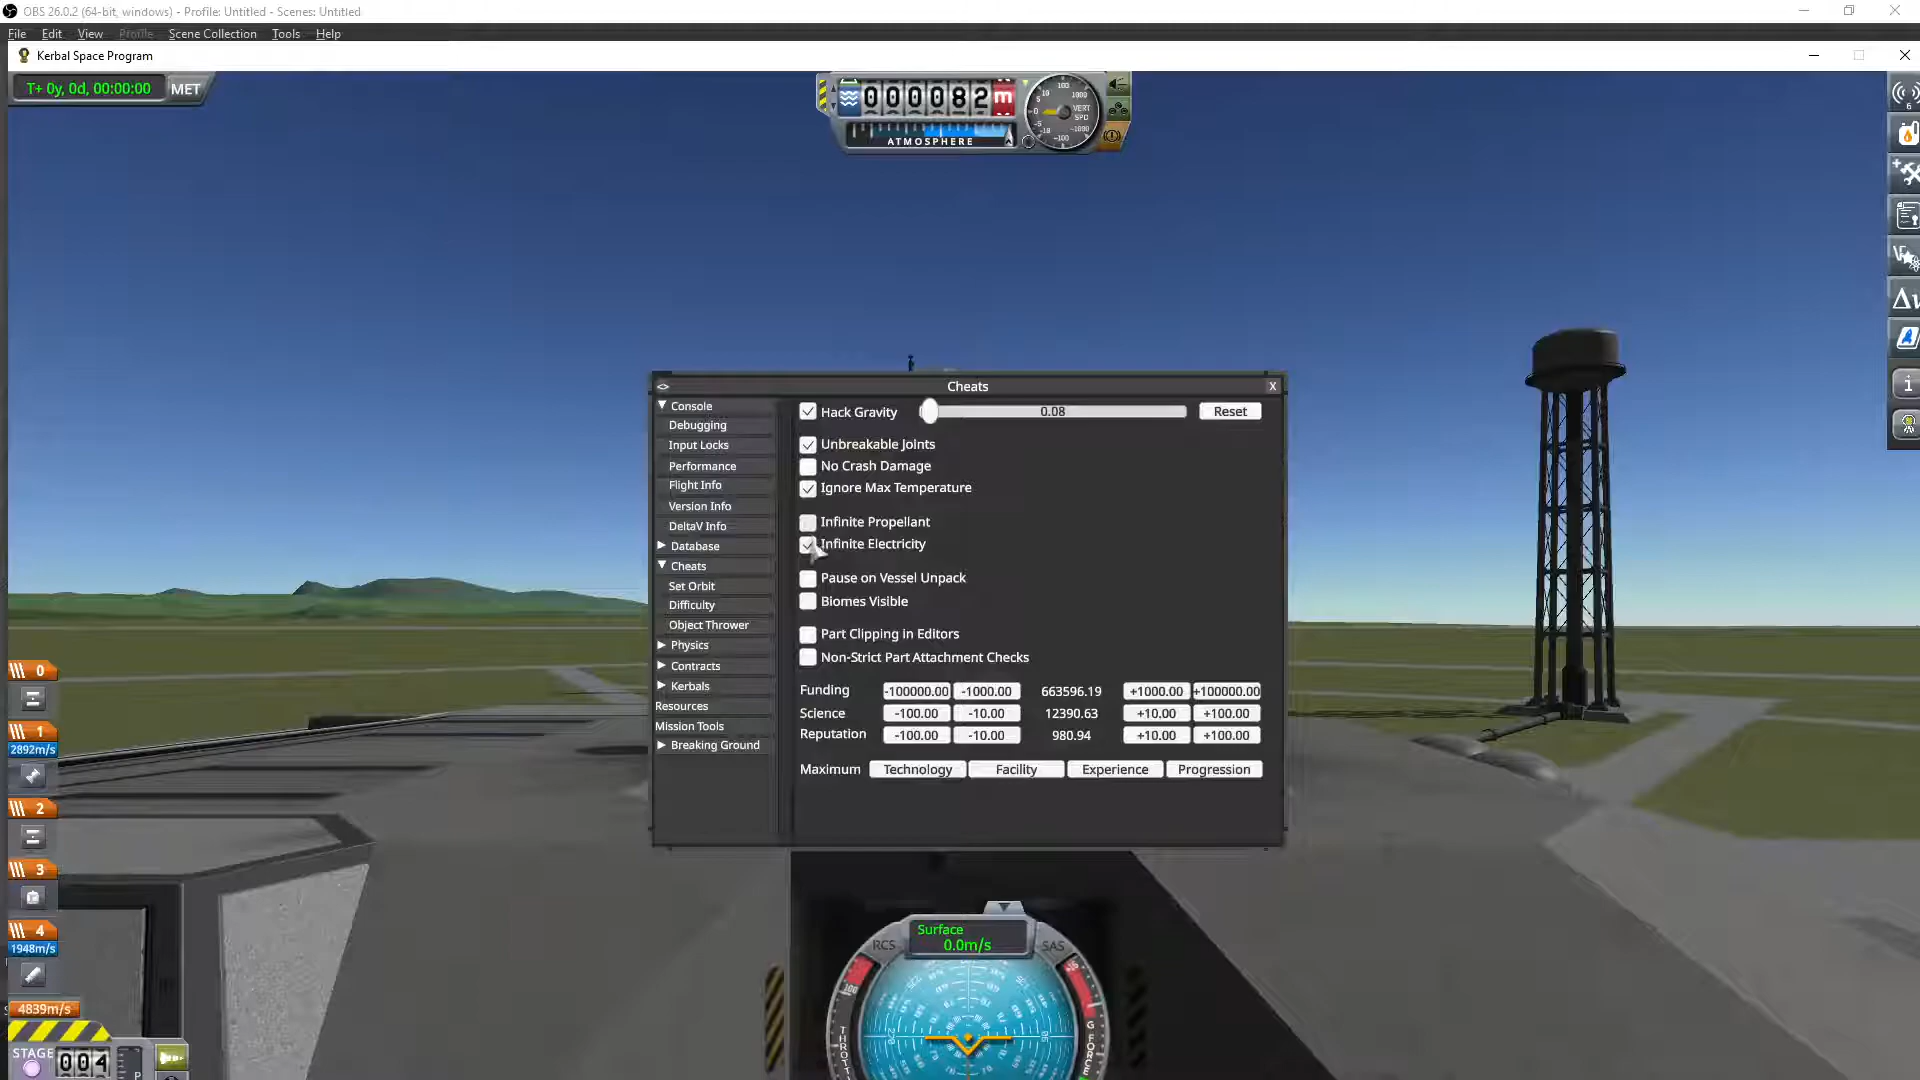 OBS 26.0.2 (64-bit, windows) - Profile: Untitled - Scenes: Untitled
File Edit View Profile Scene Collection Tools Help
Kerbal Space Program
T+ 0y, 0d, 00:00:00 MET
000082 m
VERT SPD
ATMOSPHERE
6
Δv
Cheats X
Console
Debugging
Input Locks
Performance
Flight Info
Version Info
DeltaV Info
Database
Cheats
Set Orbit
Difficulty
Object Thrower
Physics
Contracts
Kerbals
Resources
Mission Tools
Breaking Ground
Hack Gravity 0.08 Reset
Unbreakable Joints
No Crash Damage
Ignore Max Temperature
Infinite Propellant
Infinite Electricity
Pause on Vessel Unpack
Biomes Visible
Part Clipping in Editors
Non-Strict Part Attachment Checks
Funding -100000.00 -1000.00 663596.19 +1000.00 +100000.00
Science -100.00 -10.00 12390.63 +10.00 +100.00
Reputation -100.00 -10.00 980.94 +10.00 +100.00
Maximum Technology Facility Experience Progression
0
1
2892m/s
2
3
4
1948m/s
4839m/s
STAGE 004
Surface
0.0m/s
RCS SAS
100
G FORCE